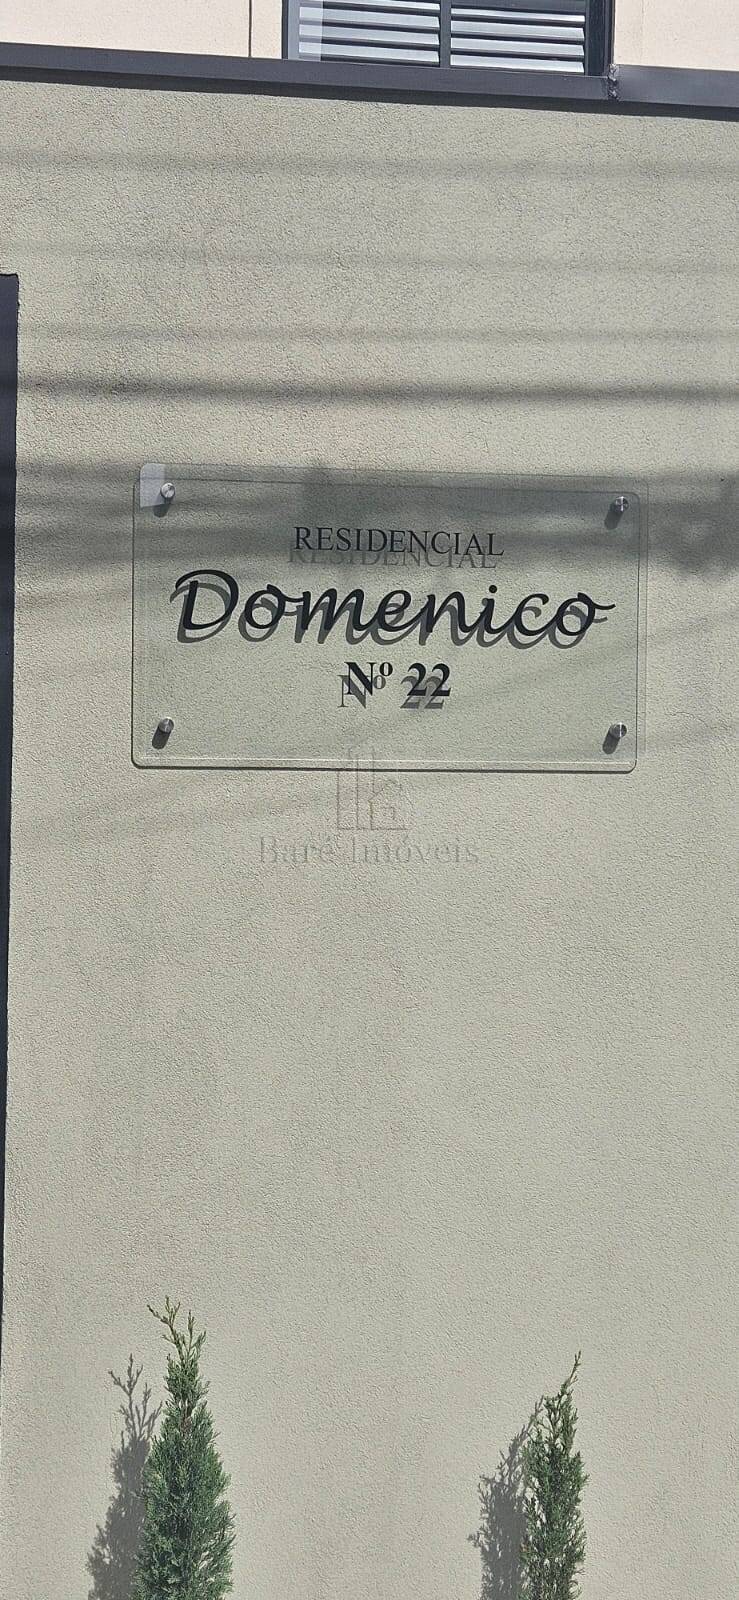 RESIDENCIAL
Domenico
Nº 22
Baré Imóveis